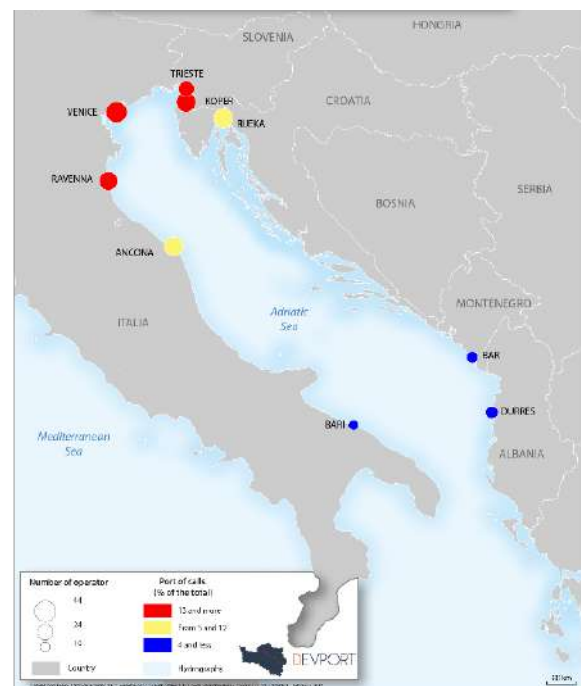 HONGRIA
SLOVENIA
TRIESTE
KOPER
CROATIA
VENICE
RIJEKA
RAVENNA
SERBIA
BOSNIA
ANCONA
MONTENEGRO
Adriatic
Sea
ITALIA
BAR
DURRES
BARI
Mediterranean
Sea
ALBANIA
Number of operator
Port of calls
(% of the total)
44
24
10
13 and more
From 5 and 12
4 and less
Country
Hydrography
DEVPORT